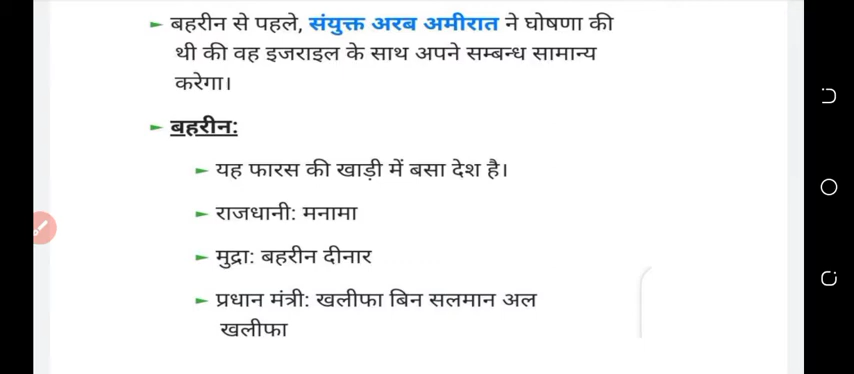 ► बहरीन से पहले, संयुक्त अरब अमीरात ने घोषणा की
थी की वह इजराइल के साथ अपने सम्बन्ध सामान्य
करेगा।
► बहरीन:
► यह फारस की खाड़ी में बसा देश है।
► राजधानी: मनामा
► मुद्रा: बहरीन दीनार
► प्रधान मंत्री: खलीफा बिन सलमान अल
खलीफा